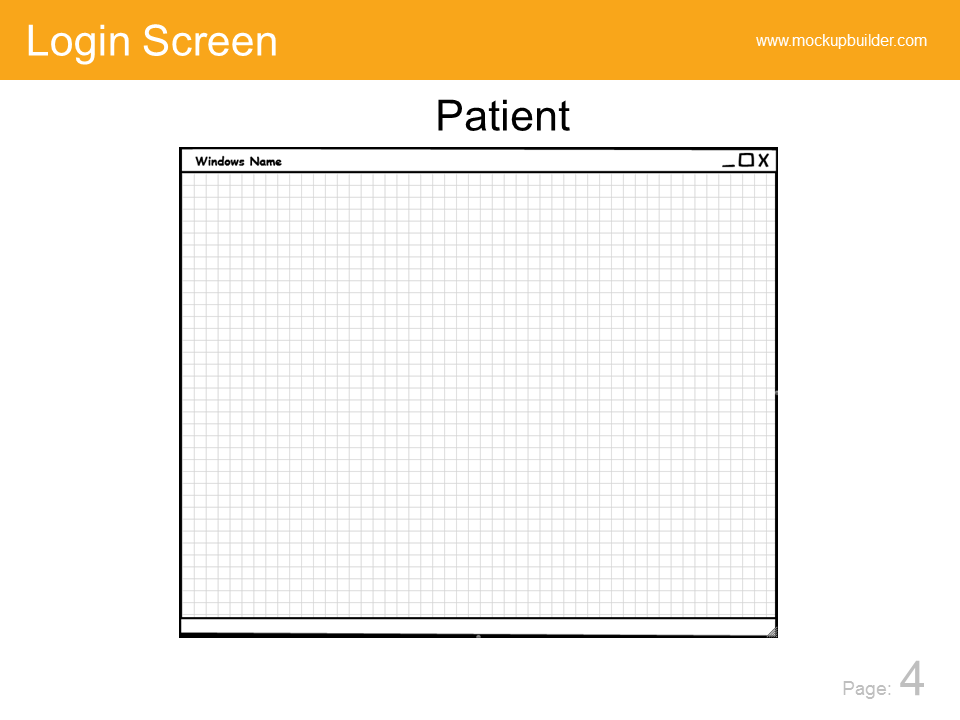 Login Screen
www.mockupbuilder.com
Patient
Windows Name
Page: 4